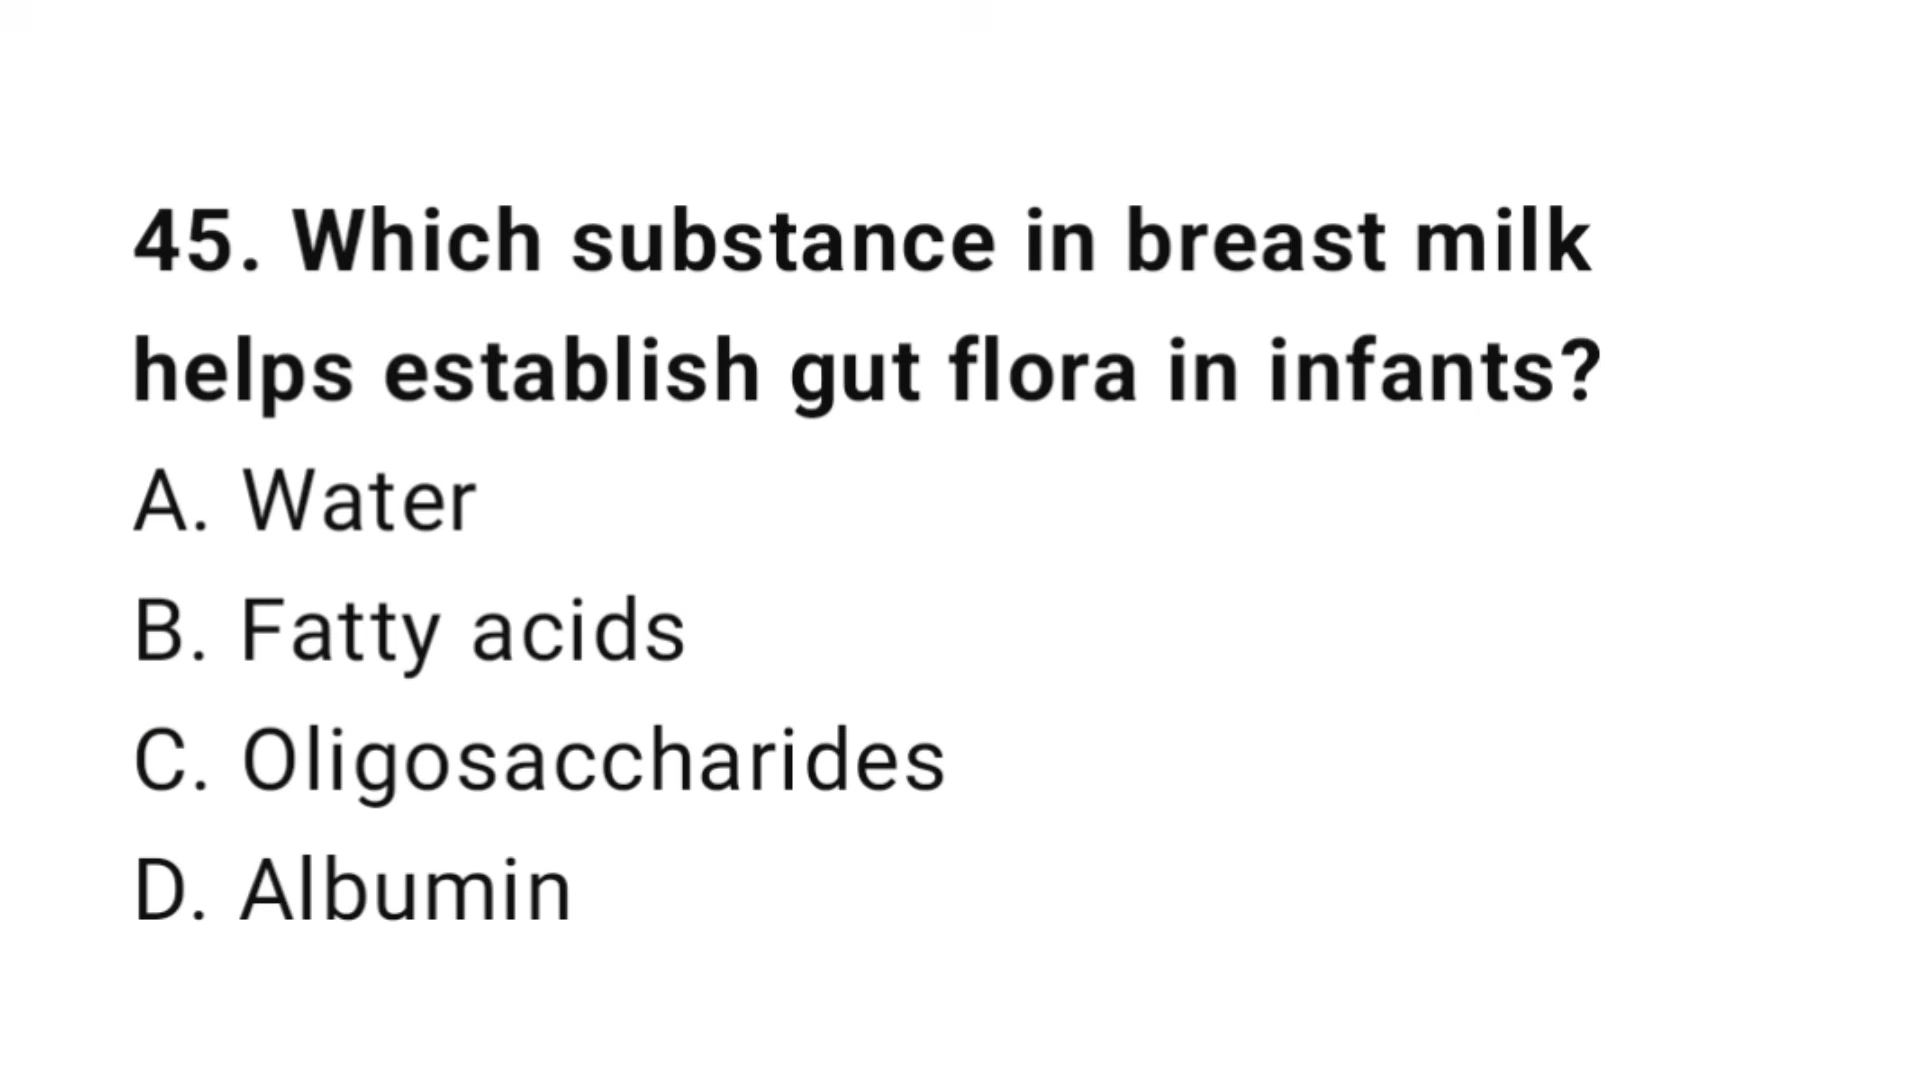 45. Which substance in breast milk
helps establish gut flora in infants?
A. Water
B. Fatty acids
C. Oligosaccharides
D. Albumin